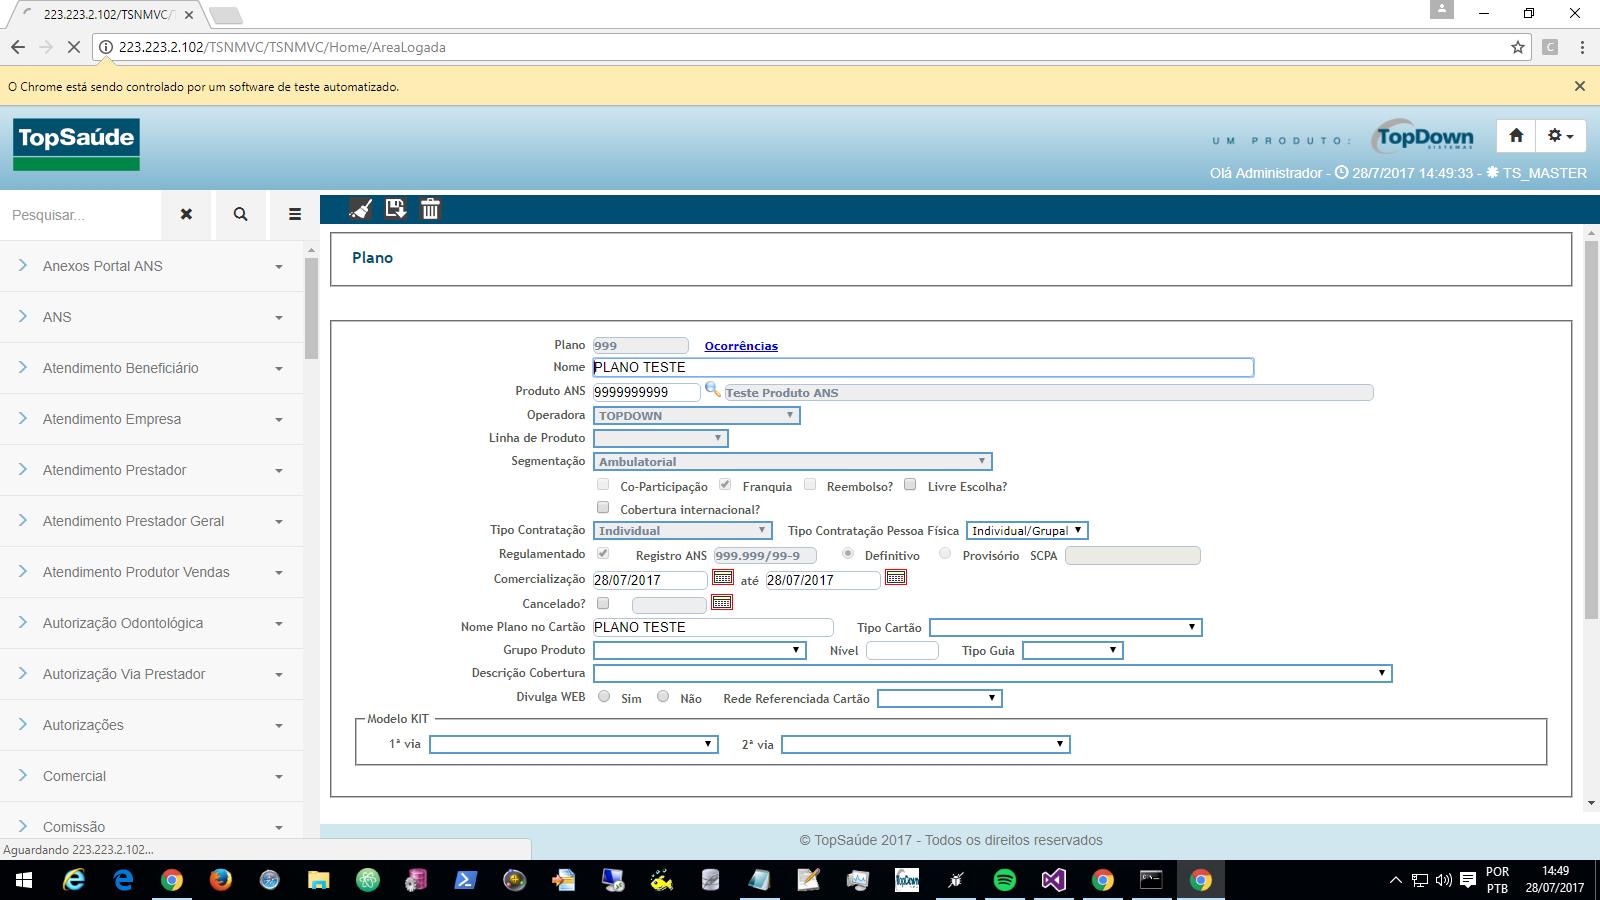 223.223.2.102/TSNMVC/T
223.223.2.102/TSNMVC/TSNMVC/Home/AreaLogada
C
O Chrome está sendo controlado por um software de teste automatizado.
TopSaúde
UM PRODUTO:
TopDown
SISTEMAS
Olá Administrador - 28/7/2017 14:49:33 - TS_MASTER
Pesquisar...
Anexos Portal ANS
ANS
Atendimento Beneficiário
Atendimento Empresa
Atendimento Prestador
Atendimento Prestador Geral
Atendimento Produtor Vendas
Autorização Odontológica
Autorização Via Prestador
Autorizações
Comercial
Comissão
Plano
Plano 999 Ocorrências
Nome PLANO TESTE
Produto ANS 9999999999 Teste Produto ANS
Operadora TOPDOWN
Linha de Produto
Segmentação Ambulatorial
Co-Participação Franquia Reembolso? Livre Escolha?
Cobertura internacional?
Tipo Contratação Individual Tipo Contratação Pessoa Física Individual/Grupal
Regulamentado Registro ANS 999.999/99-9 Definitivo Provisório SCPA
Comercialização 28/07/2017 até 28/07/2017
Cancelado?
Nome Plano no Cartão PLANO TESTE Tipo Cartão
Grupo Produto Nível Tipo Guia
Descrição Cobertura
Divulga WEB Sim Não Rede Referenciada Cartão
Modelo KIT
1ª via 2ª via
© TopSaúde 2017 - Todos os direitos reservados
Aguardando 223.223.2.102...
TopDown
POR
PTB
14:49
28/07/2017